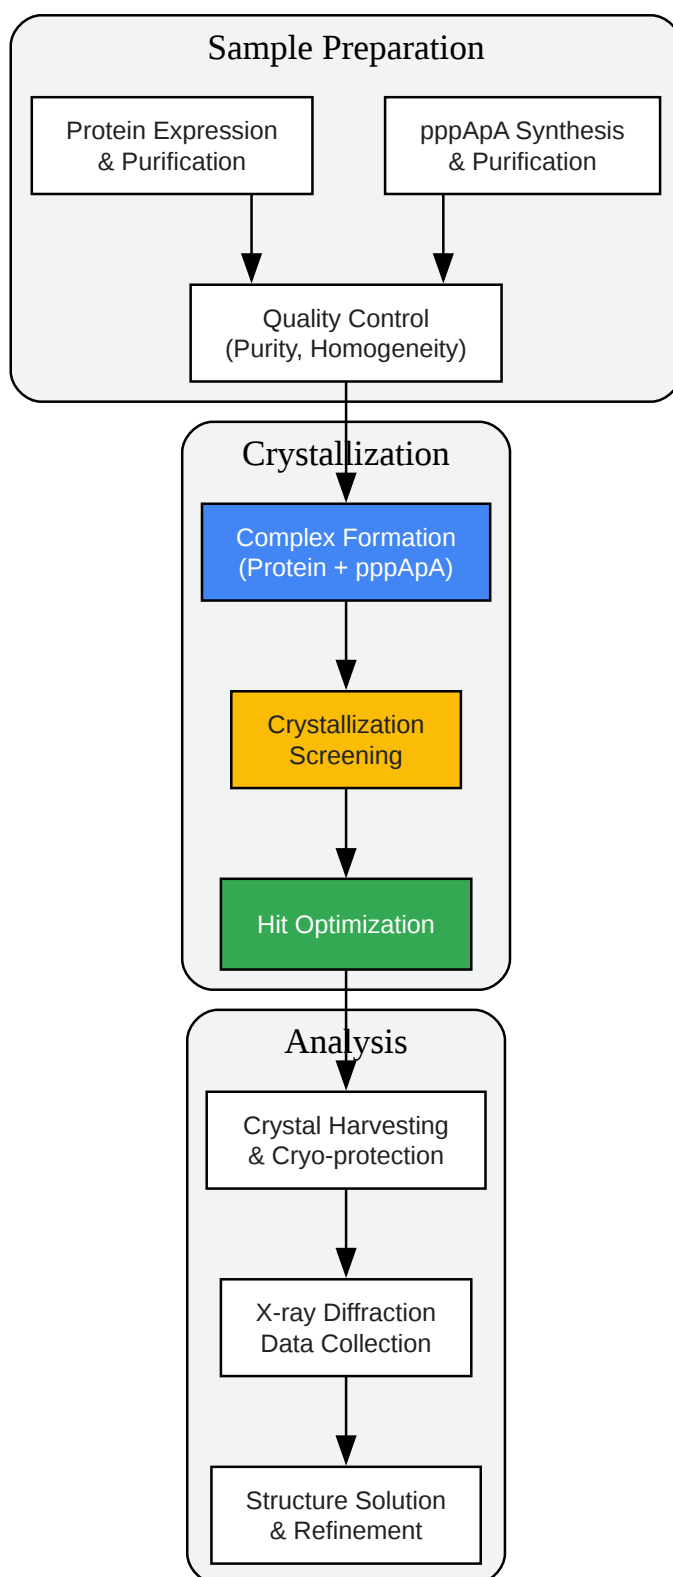 Sample Preparation
Protein Expression
& Purification
pppApA Synthesis
& Purification
Quality Control
(Purity, Homogeneity)
Crystallization
Complex Formation
(Protein + pppApA)
Crystallization
Screening
Hit Optimization
Analysis
Crystal Harvesting
& Cryo-protection
X-ray Diffraction
Data Collection
Structure Solution
& Refinement